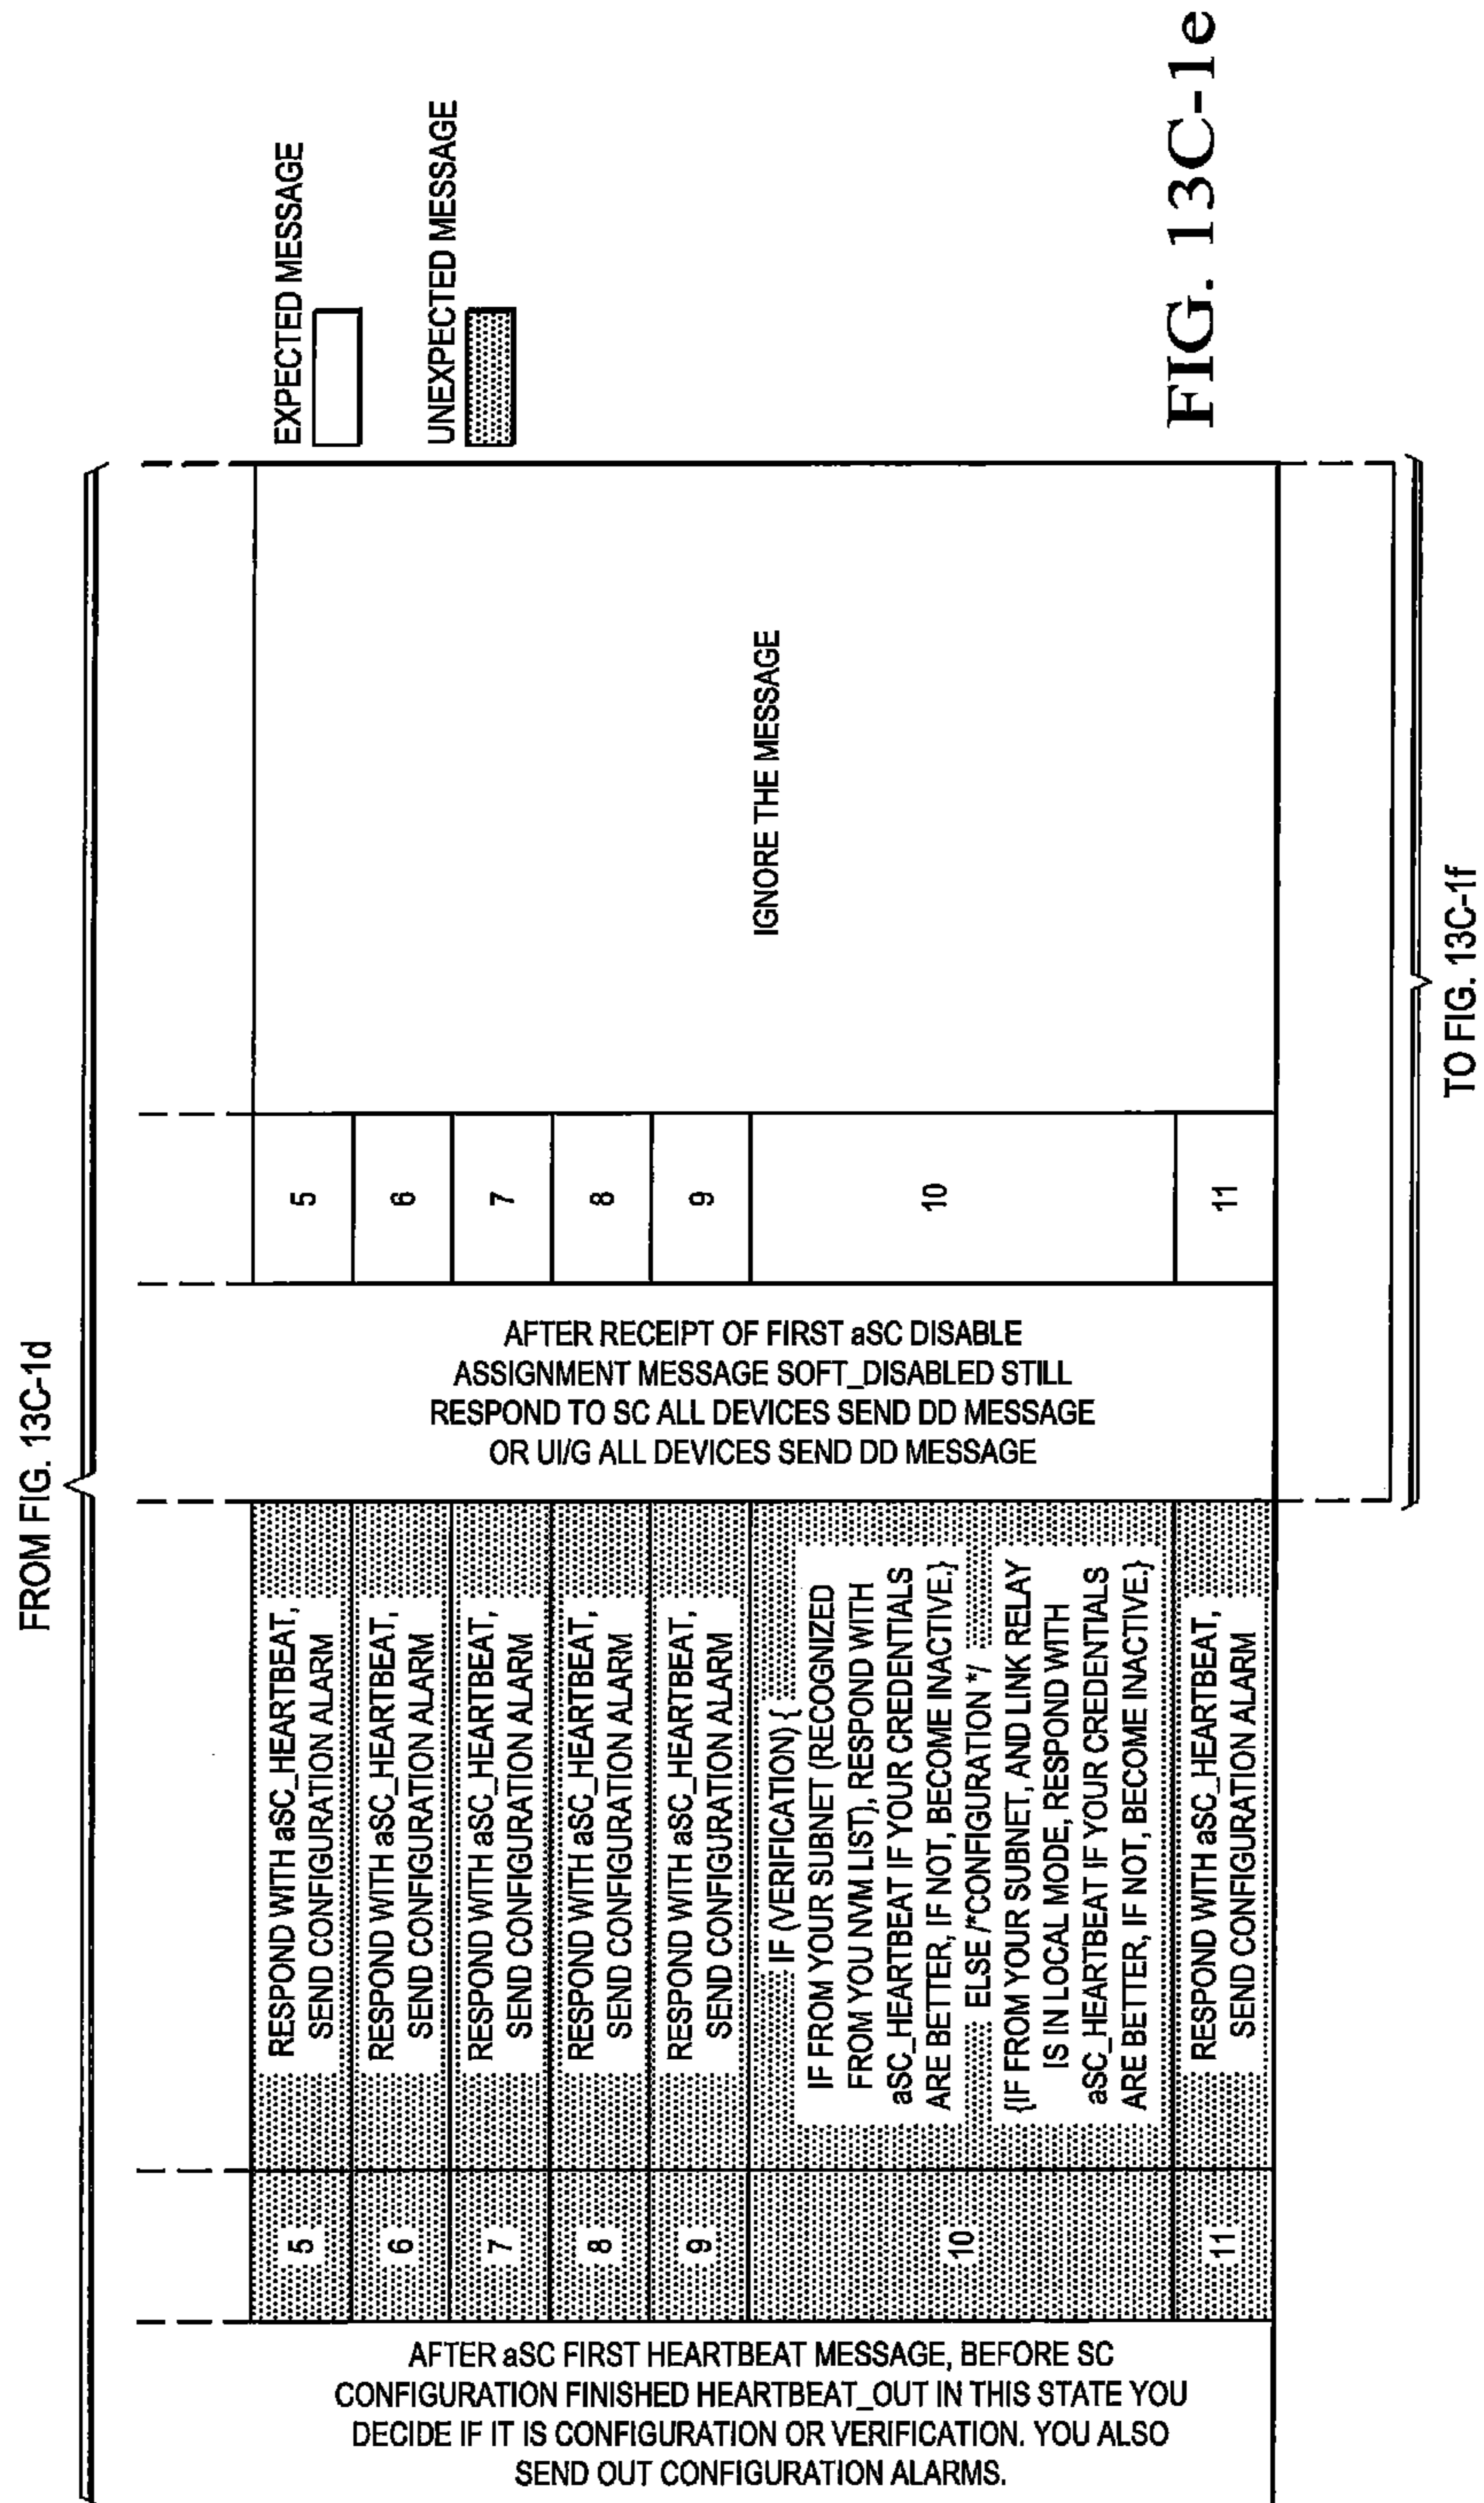 FROM FIG. 13C-1d
AFTER aSC FIRST HEARTBEAT MESSAGE, BEFORE SC
CONFIGURATION FINISHED HEARTBEAT_OUT IN THIS STATE YOU
DECIDE IF IT IS CONFIGURATION OR VERIFICATION. YOU ALSO
SEND OUT CONFIGURATION ALARMS.
5
RESPOND WITH aSC_HEARTBEAT,
SEND CONFIGURATION ALARM
6
RESPOND WITH aSC_HEARTBEAT,
SEND CONFIGURATION ALARM
7
RESPOND WITH aSC_HEARTBEAT,
SEND CONFIGURATION ALARM
8
RESPOND WITH aSC_HEARTBEAT,
SEND CONFIGURATION ALARM
9
RESPOND WITH aSC_HEARTBEAT,
SEND CONFIGURATION ALARM
10
IF (VERIFICATION) {
IF FROM YOUR SUBNET (RECOGNIZED
FROM YOU NVM LIST), RESPOND WITH
aSC_HEARTBEAT IF YOUR CREDENTIALS
ARE BETTER, IF NOT, BECOME INACTIVE.}
ELSE /*CONFIGURATION */
{IF FROM YOUR SUBNET, AND LINK RELAY
IS IN LOCAL MODE, RESPOND WITH
aSC_HEARTBEAT IF YOUR CREDENTIALS
ARE BETTER, IF NOT, BECOME INACTIVE.}
11
RESPOND WITH aSC_HEARTBEAT,
SEND CONFIGURATION ALARM
AFTER RECEIPT OF FIRST aSC DISABLE
ASSIGNMENT MESSAGE SOFT_DISABLED STILL
RESPOND TO SC ALL DEVICES SEND DD MESSAGE
OR UI/G ALL DEVICES SEND DD MESSAGE
5
6
7
8
9
10
11
IGNORE THE MESSAGE
EXPECTED MESSAGE
UNEXPECTED MESSAGE
TO FIG. 13C-1f
FIG. 13C-1e